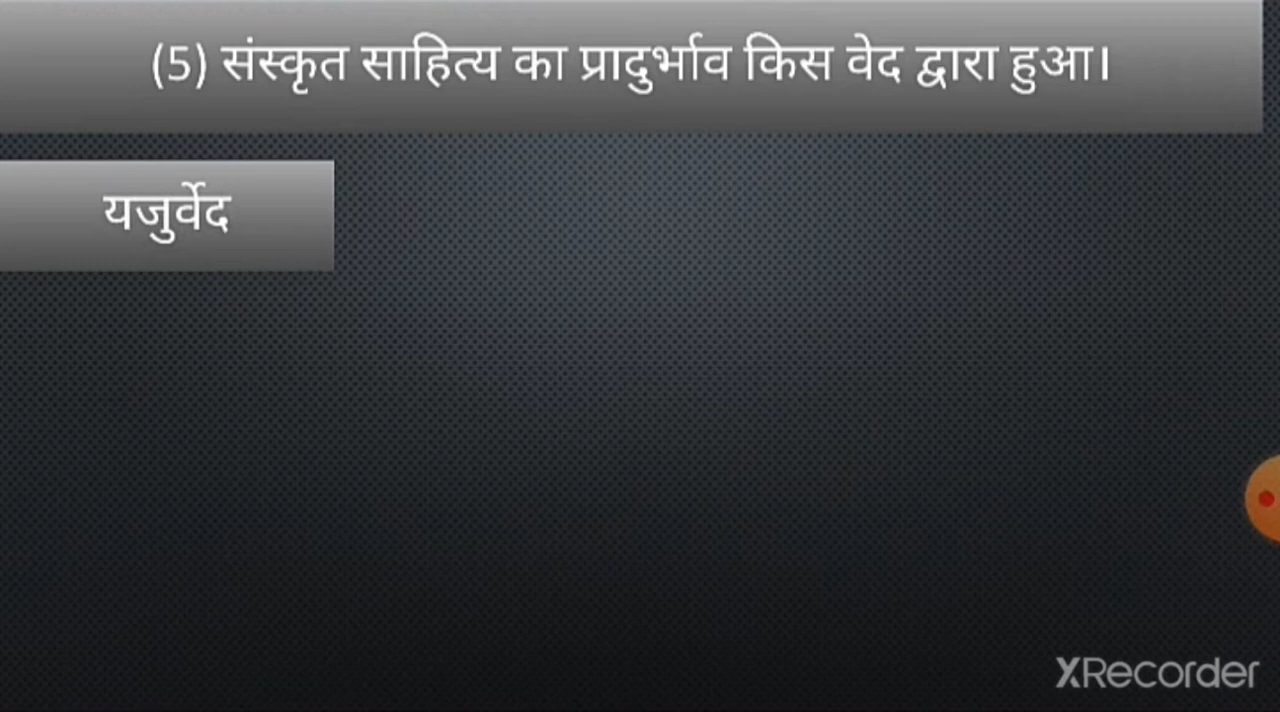 (5) संस्कृत साहित्य का प्रादुर्भाव किस वेद द्वारा हुआ।
यजुर्वेद
XRecorder